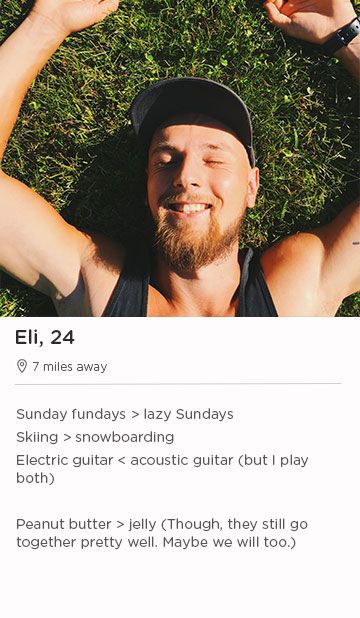 Eli, 24
7 miles away
Sunday fundays > lazy Sundays
Skiing > snowboarding
Electric guitar < acoustic guitar (but I play
both)
Peanut butter > jelly (Though, they still go
together pretty well. Maybe we will too.)